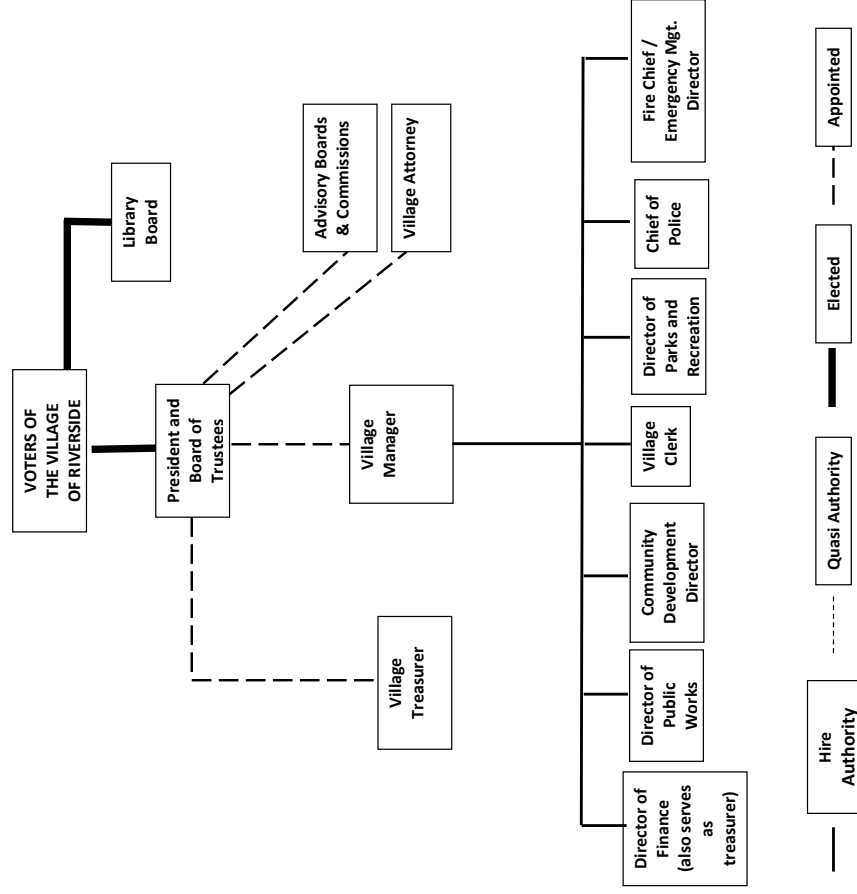 VOTERS OF
THE VILLAGE
OF RIVERSIDE
Library
Board
President and
Board of
Trustees
Advisory Boards
& Commissions
Village Attorney
Village
Treasurer
Village
Manager
Director of
Finance
(also serves
as
treasurer)
Director of
Public
Works
Community
Development
Director
Village
Clerk
Director of
Parks and
Recreation
Chief of
Police
Fire Chief /
Emergency Mgt.
Director
Hire
Authority
Quasi Authority
Elected
Appointed